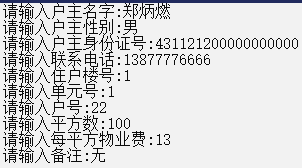 请输入户主名字:郑炳燃
请输入户主性别:男
请输入户主身份证号:431121200000000000
请输入联系电话:13877776666
请输入住户楼号:1
请输入单元号:1
请输入户号:22
请输入平方数:100
请输入每平方物业费:13
请输入备注:无